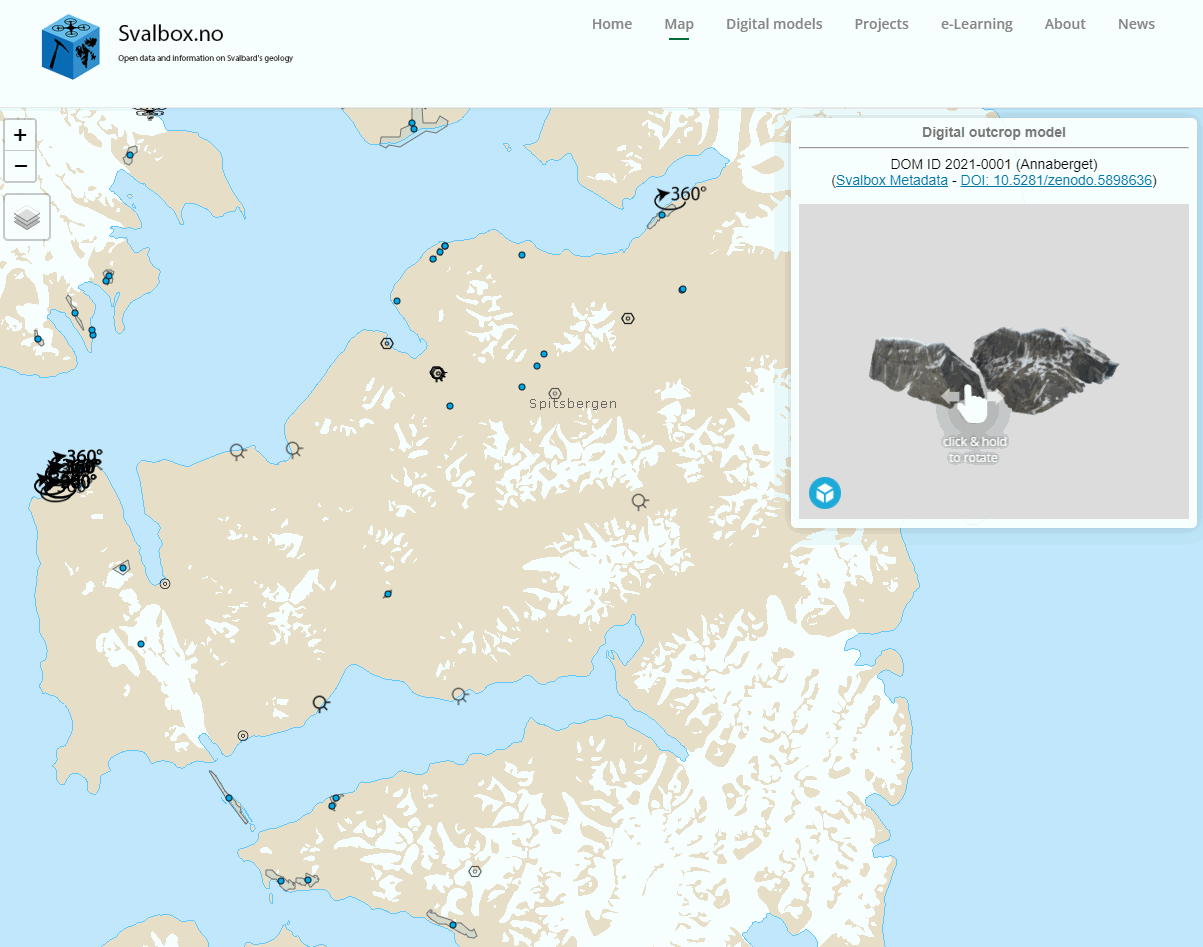 Svalbox.no
Open data and information on Svalbard's geology
Home Map Digital models Projects e-Learning About News
+
−
Digital outcrop model
DOM ID 2021-0001 (Annaberget)
(Svalbox Metadata - DOI: 10.5281/zenodo.5898636)
360°
Spitsbergen
click & hold
to rotate
360°